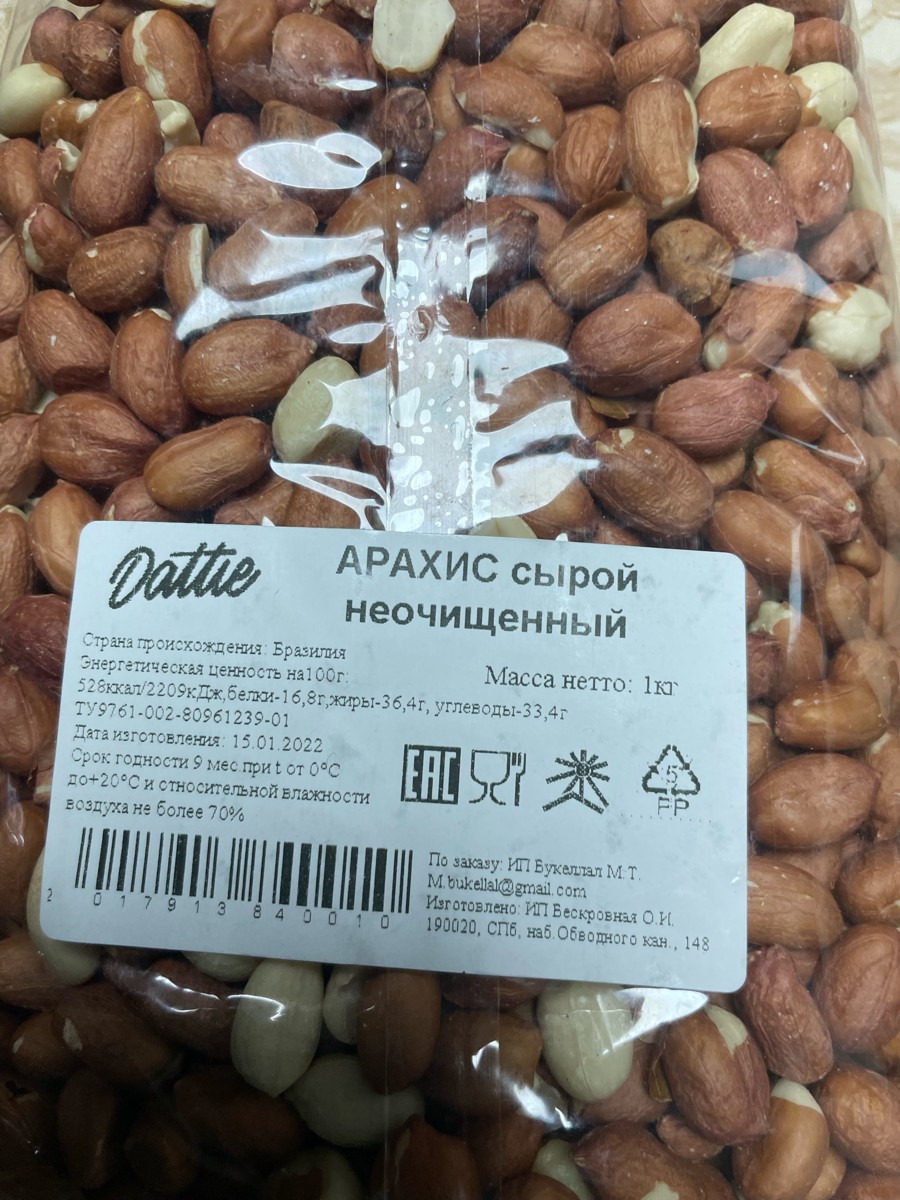 Dattie
АРАХИС сырой
неочищенный
Страна происхождения: Бразилия
Энергетическая ценность на100г:
528ккал/2209кДж,белки-16,8г,жиры-36,4г, углеводы-33,4г
ТУ9761-002-80961239-01
Масса нетто: 1кг
Дата изготовления: 15.01.2022
Срок годности 9 мес.при t от 0°C
до+20°C и относительной влажности
воздуха не более 70%
EAC
5
PP
2 017913 840010
По заказу: ИП Букеллал М.Т.
M.bukellal@gmail.com
Изготовлено: ИП Бескровная О.И.
190020, СПб, наб.Обводного кан., 148